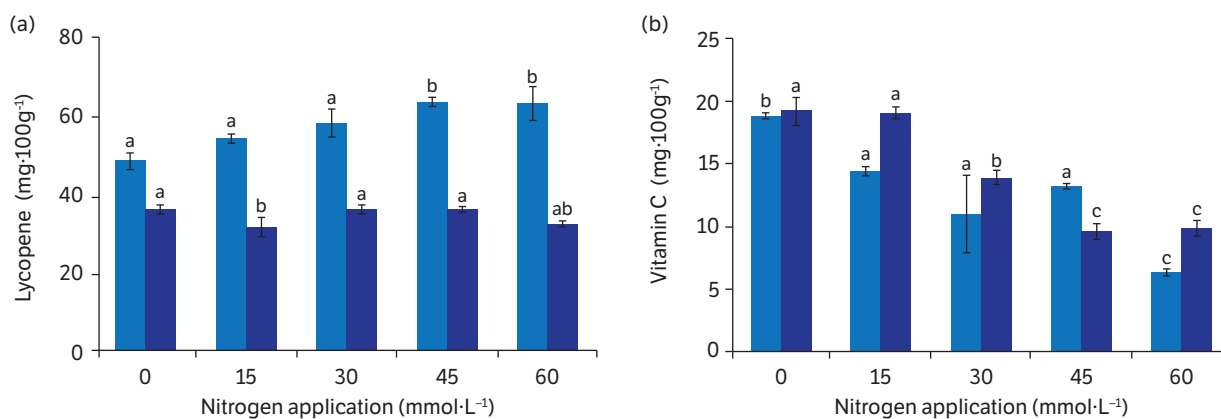 (a)
80
60
40
20
0
Lycopene (mg·100g⁻¹)
a
a
a
b
a
a
b
a
b
ab
0 15 30 45 60
Nitrogen application (mmol·L⁻¹)
(b)
25
20
15
10
5
0
Vitamin C (mg·100g⁻¹)
b
a
a
a
a
b
a
c
c
c
0 15 30 45 60
Nitrogen application (mmol·L⁻¹)